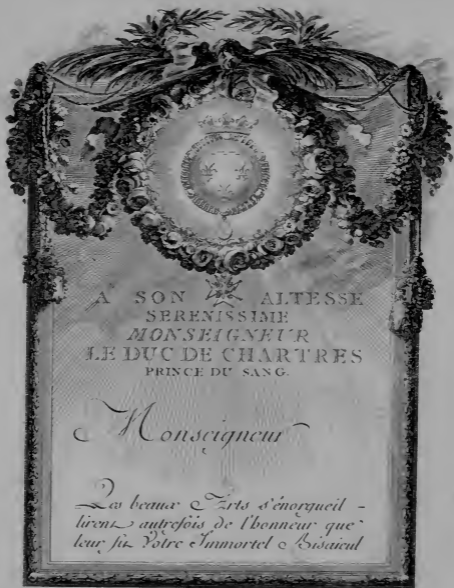 A SON ALTESSE
SERENISSIME
MONSEIGNEUR
LE DUC DE CHARTRES
PRINCE DU SANG.
Monseigneur
Les beaux Arts s'énorqueil-
lirent autrefois de l'honneur que
leur fit Votre Immortel Bisaieul